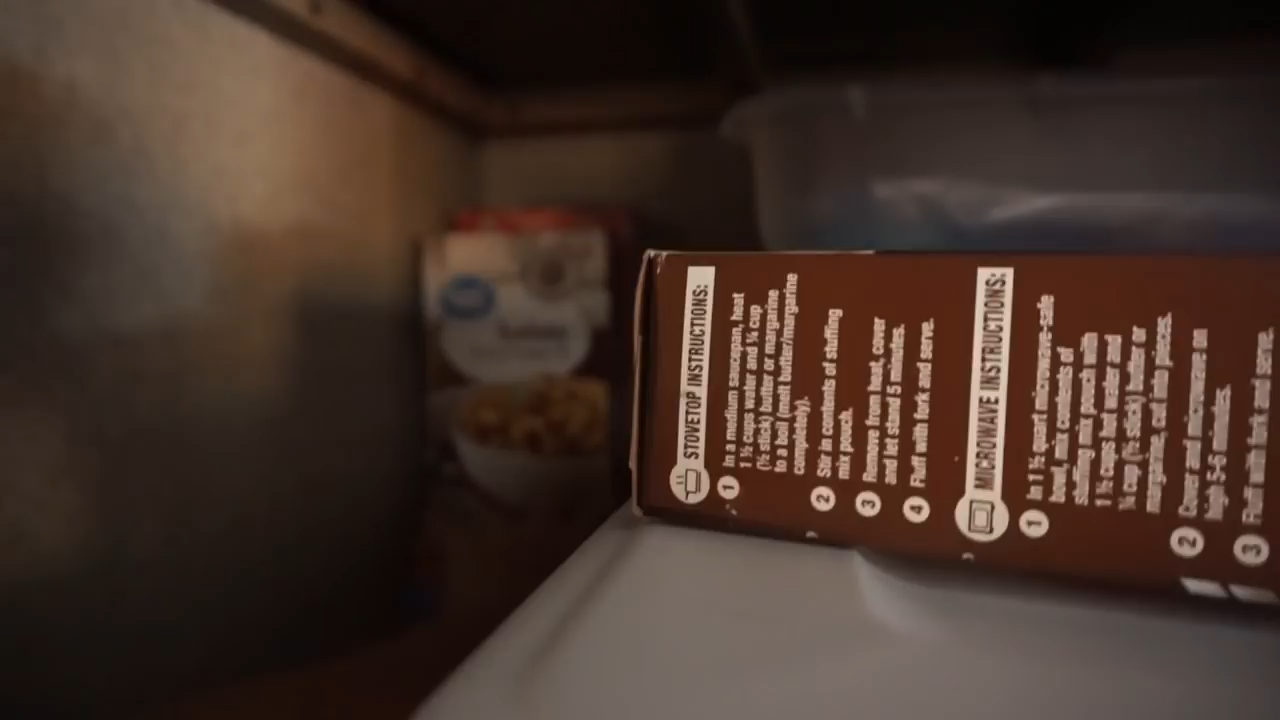 STOVETOP INSTRUCTIONS:
1 In a medium saucepan, heat
1 ½ cups water and ¼ cup
(½ stick) butter or margarine
to a boil (melt butter/margarine
completely).
2 Stir in contents of stuffing
mix pouch.
3 Remove from heat, cover
and let stand 5 minutes.
4 Fluff with fork and serve.
MICROWAVE INSTRUCTIONS:
1 In 1 ½ quart microwave-safe
bowl, mix contents of
stuffing mix pouch with
1 ½ cups hot water and
¼ cup (½ stick) butter or
margarine, cut into pieces.
2 Cover and microwave on
high 5-6 minutes.
3 Fluff with fork and serve.